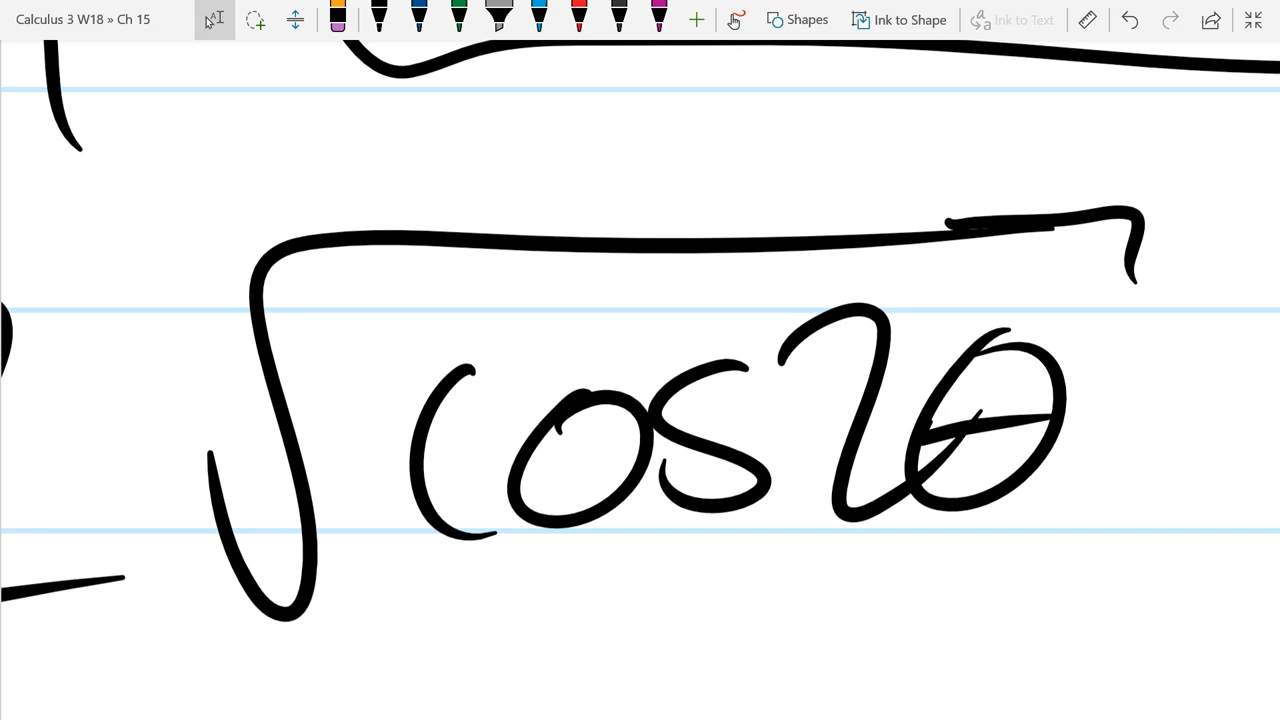 Calculus 3 W18 » Ch 15
Shapes
Ink to Shape
Ink to Text
√cos2θ